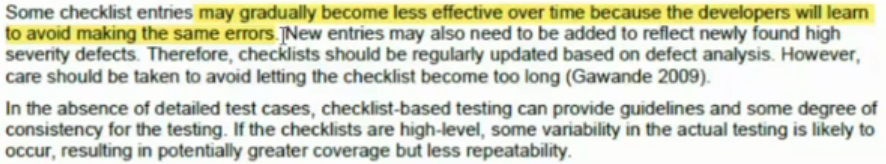 Some checklist entries may gradually become less effective over time because the developers will learn
to avoid making the same errors. New entries may also need to be added to reflect newly found high
severity defects. Therefore, checklists should be regularly updated based on defect analysis. However,
care should be taken to avoid letting the checklist become too long (Gawande 2009).
In the absence of detailed test cases, checklist-based testing can provide guidelines and some degree of
consistency for the testing. If the checklists are high-level, some variability in the actual testing is likely to
occur, resulting in potentially greater coverage but less repeatability.